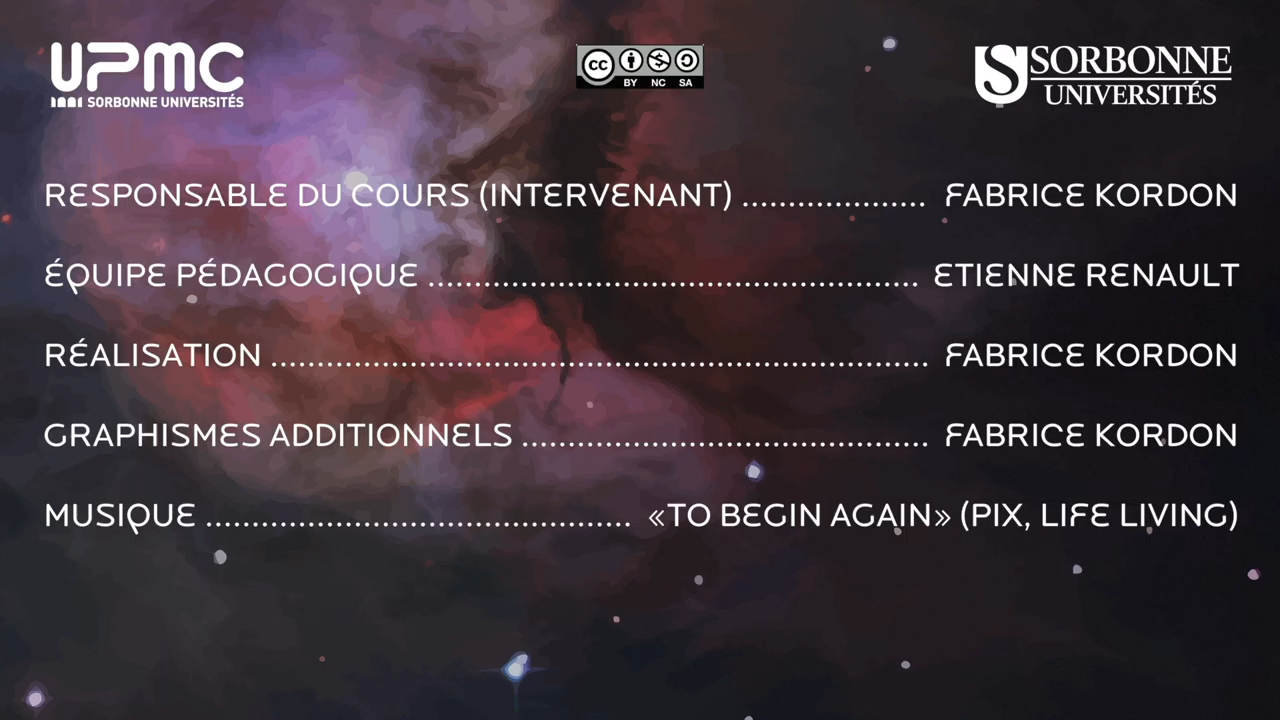 UPMC
SORBONNE UNIVERSITÉS
cc
BY NC SA
SORBONNE
UNIVERSITÉS
RESPONSABLE DU COURS (INTERVENANT) .................... FABRICE KORDON
ÉQUIPE PÉDAGOGIQUE ..................................................... ETIENNE RENAULT
RÉALISATION ....................................................................... FABRICE KORDON
GRAPHISMES ADDITIONNELS ............................................ FABRICE KORDON
MUSIQUE .............................................. «TO BEGIN AGAIN» (PIX, LIFE LIVING)